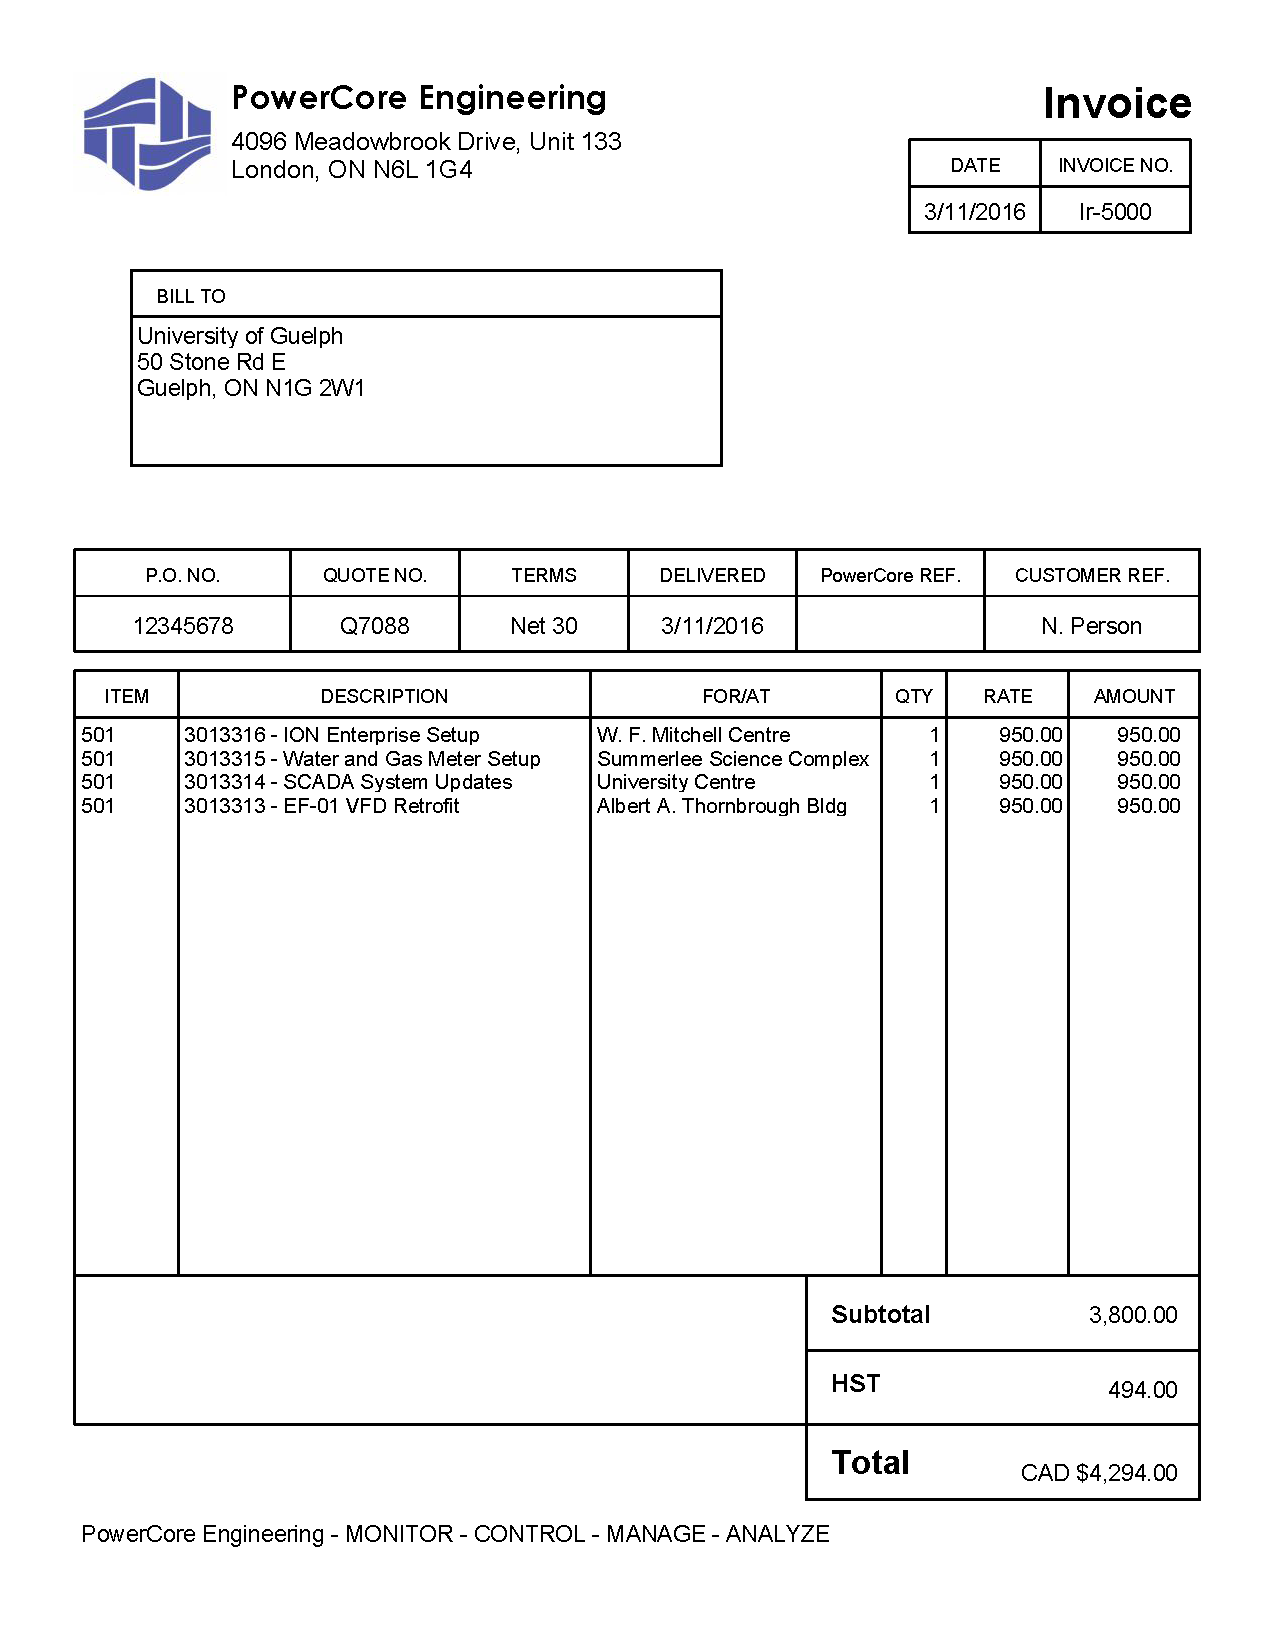 PowerCore Engineering
4096 Meadowbrook Drive, Unit 133
London, ON N6L 1G4
Invoice
DATE INVOICE NO.
3/11/2016 Ir-5000
BILL TO
University of Guelph
50 Stone Rd E
Guelph, ON N1G 2W1
P.O. NO. QUOTE NO. TERMS DELIVERED PowerCore REF. CUSTOMER REF.
12345678 Q7088 Net 30 3/11/2016 N. Person
ITEM DESCRIPTION FOR/AT QTY RATE AMOUNT
501 3013316 - ION Enterprise Setup W. F. Mitchell Centre 1 950.00 950.00
501 3013315 - Water and Gas Meter Setup Summerlee Science Complex 1 950.00 950.00
501 3013314 - SCADA System Updates University Centre 1 950.00 950.00
501 3013313 - EF-01 VFD Retrofit Albert A. Thornbrough Bldg 1 950.00 950.00
Subtotal 3,800.00
HST 494.00
Total CAD $4,294.00
PowerCore Engineering - MONITOR - CONTROL - MANAGE - ANALYZE